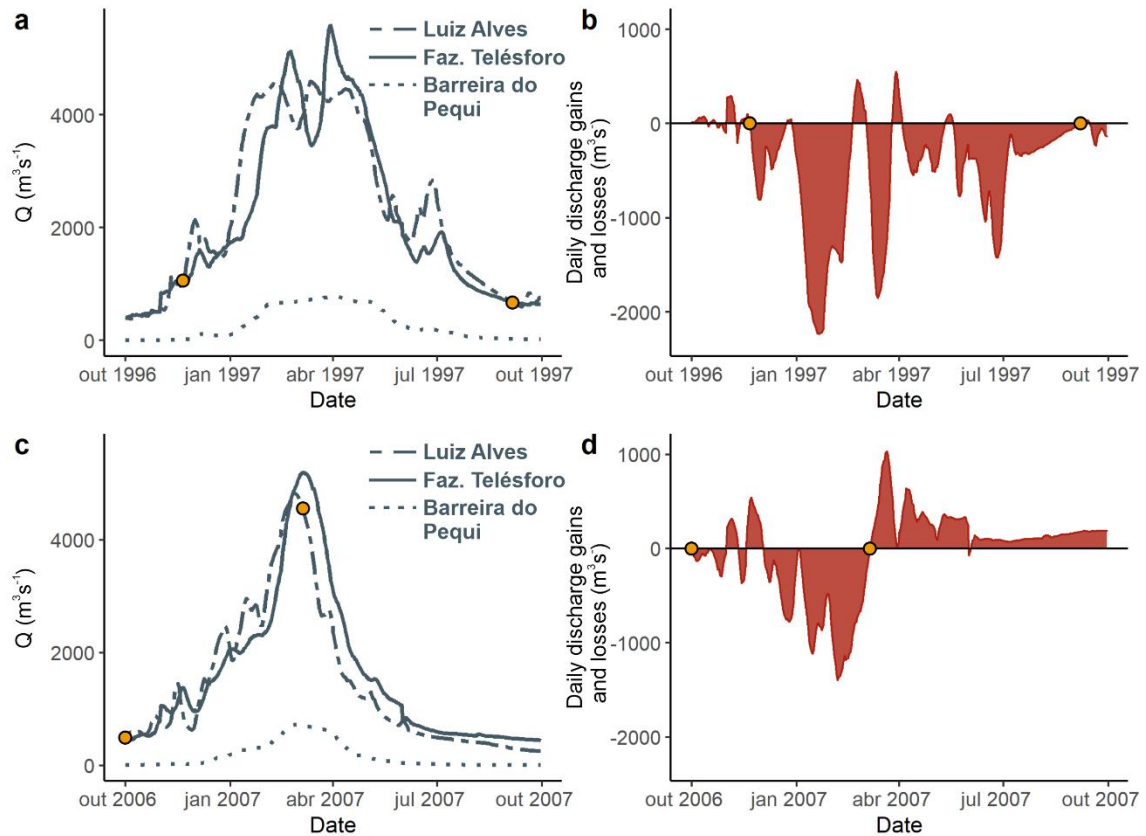 a
Luiz Alves
Faz. Telésforo
Barreira do
Pequi
4000
2000
0
Q (m³s⁻¹)
out 1996 jan 1997 abr 1997 jul 1997 out 1997
Date
b
1000
0
-1000
-2000
Daily discharge gains
and losses (m³s¹)
out 1996 jan 1997 abr 1997 jul 1997 out 1997
Date
c
Luiz Alves
Faz. Telésforo
Barreira do
Pequi
4000
2000
0
Q (m³s⁻¹)
out 2006 jan 2007 abr 2007 jul 2007 out 2007
Date
d
1000
0
-1000
-2000
Daily discharge gains
and losses (m³s¹)
out 2006 jan 2007 abr 2007 jul 2007 out 2007
Date